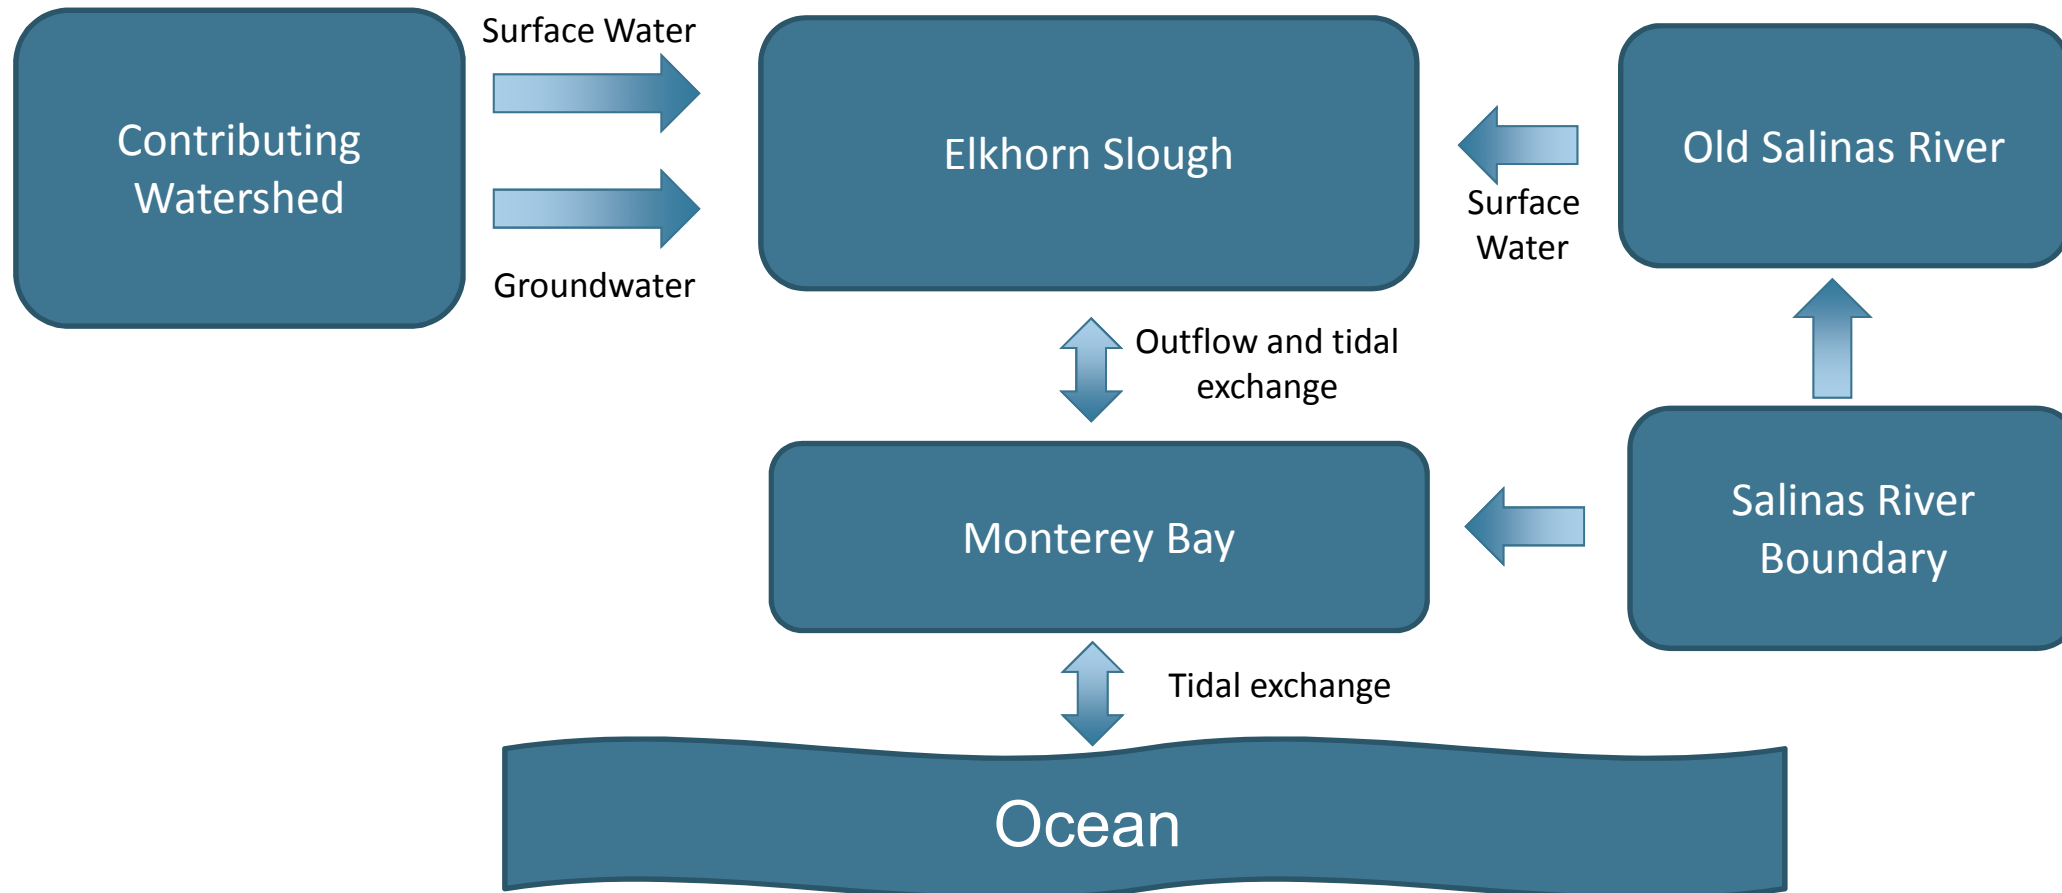 Surface Water
Contributing
Watershed
Groundwater
Elkhorn Slough
Surface
Water
Old Salinas River
Outflow and tidal
exchange
Monterey Bay
Salinas River
Boundary
Tidal exchange
Ocean